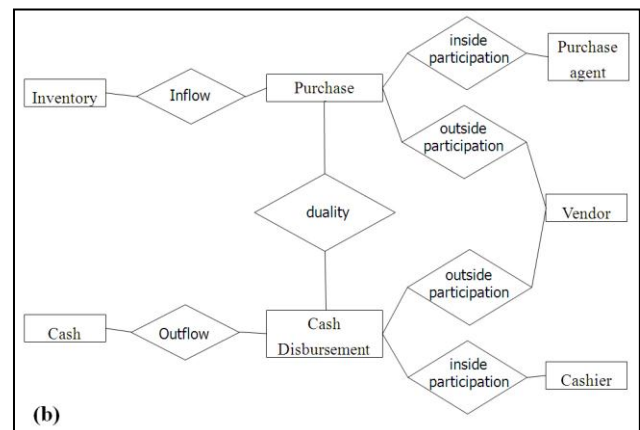 inside
participation
Purchase
agent
Inventory
Inflow
Purchase
outside
participation
duality
Vendor
outside
participation
Cash
Outflow
Cash
Disbursement
inside
participation
Cashier
(b)